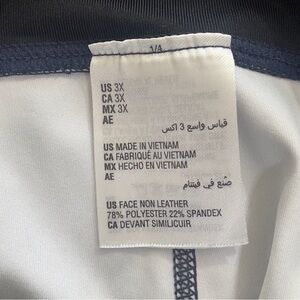 1/4
US 3X
CA 3X
MX 3X
AE
قياس واسع 3 اكس
US MADE IN VIETNAM
CA FABRIQUÉ AU VIETNAM
MX HECHO EN VIETNAM
AE
صُنع في فيتنام
US FACE NON LEATHER
78% POLYESTER 22% SPANDEX
CA DEVANT SIMILICUIR